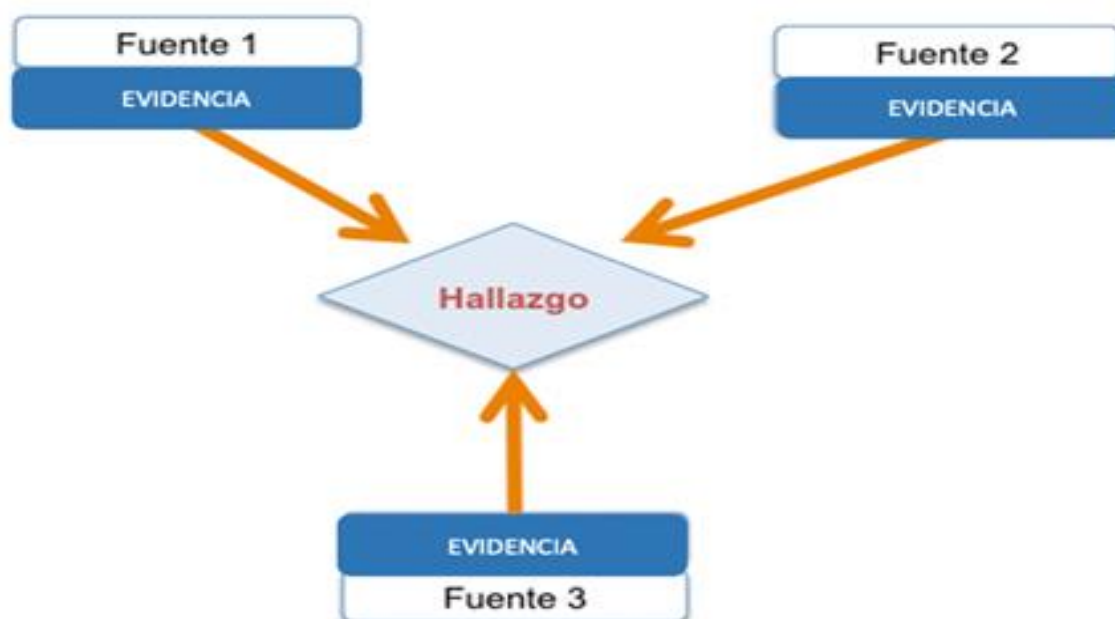 Fuente 1
EVIDENCIA
Fuente 2
EVIDENCIA
Hallazgo
EVIDENCIA
Fuente 3